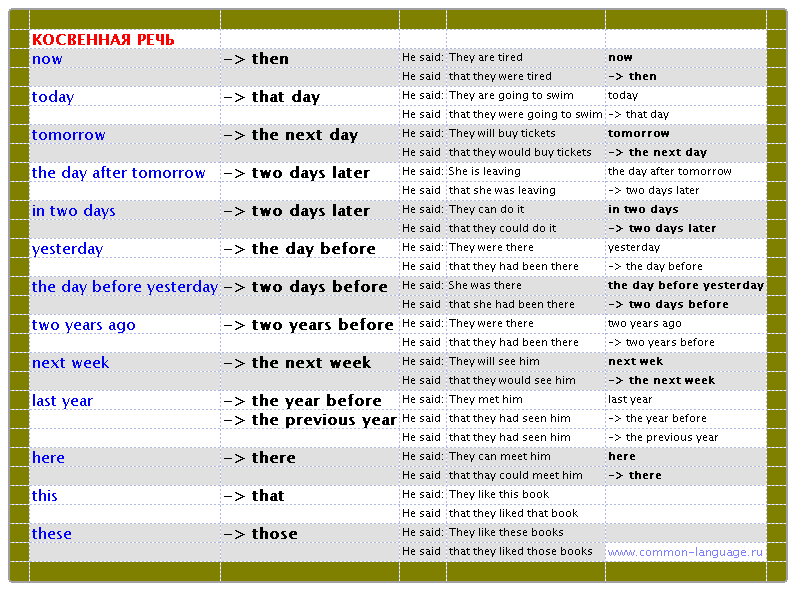 КОСВЕННАЯ РЕЧЬ
now –> then He said: They are tired now
He said that they were tired –> then
today –> that day He said: They are going to swim today
He said that they were going to swim –> that day
tomorrow –> the next day He said: They will buy tickets tomorrow
He said that they would buy tickets –> the next day
the day after tomorrow –> two days later He said: She is leaving the day after tomorrow
He said that she was leaving –> two days later
in two days –> two days later He said: They can do it in two days
He said that they could do it –> two days later
yesterday –> the day before He said: They were there yesterday
He said that they had been there –> the day before
the day before yesterday –> two days before He said: She was there the day before yesterday
He said that she had been there –> two days before
two years ago –> two years before He said: They were there two years ago
He said that they had been there –> two years before
next week –> the next week He said: They will see him next wek
He said that they would see him –> the next week
last year –> the year before He said: They met him last year
–> the previous year He said that they had seen him –> the year before
He said that they had seen him –> the previous year
here –> there He said: They can meet him here
He said that thay could meet him –> there
this –> that He said: They like this book
He said that they liked that book
these –> those He said: They like these books
He said that they liked those books www.common-language.ru